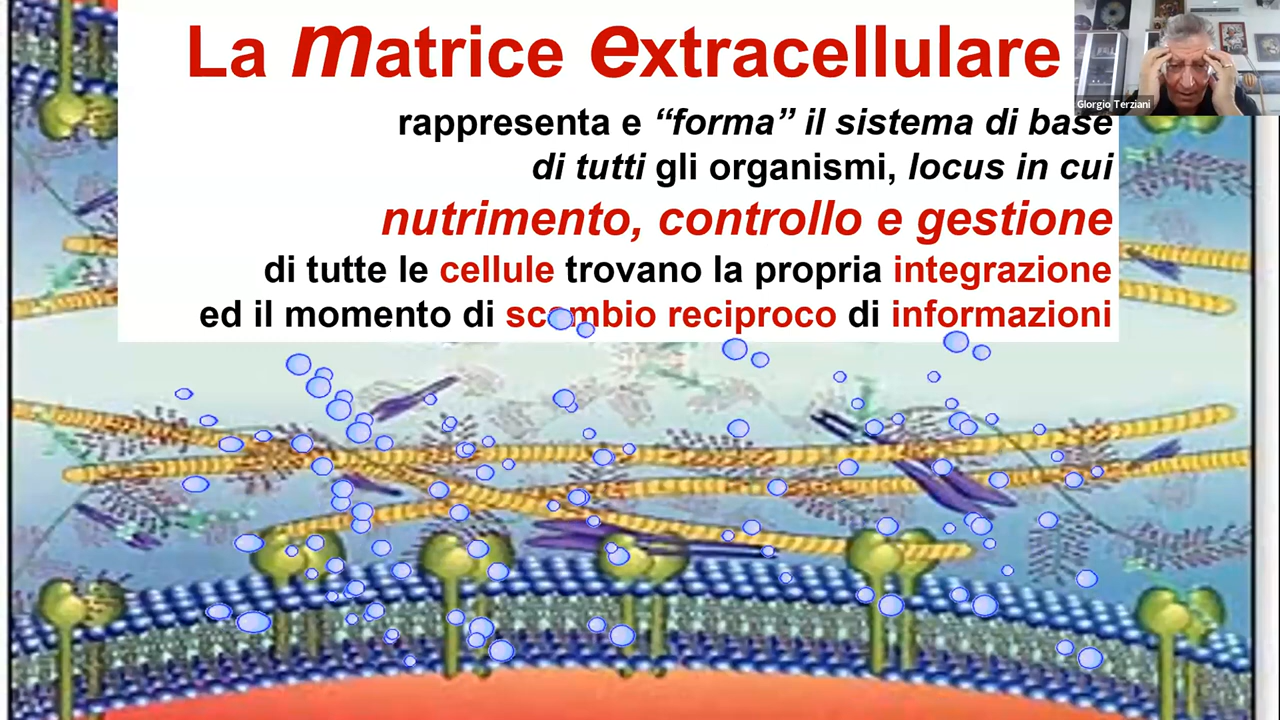 La matrice extracellulare
Giorgio Terziani
rappresenta e “forma” il sistema di base
di tutti gli organismi, locus in cui
nutrimento, controllo e gestione
di tutte le cellule trovano la propria integrazione
ed il momento di scambio reciproco di informazioni